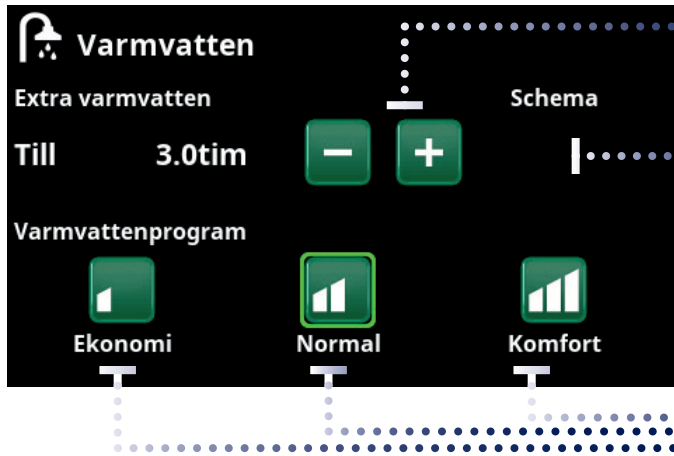 Varmvatten
Extra varmvatten Schema
Till 3.0tim − +
Varmvattenprogram
Ekonomi Normal Komfort